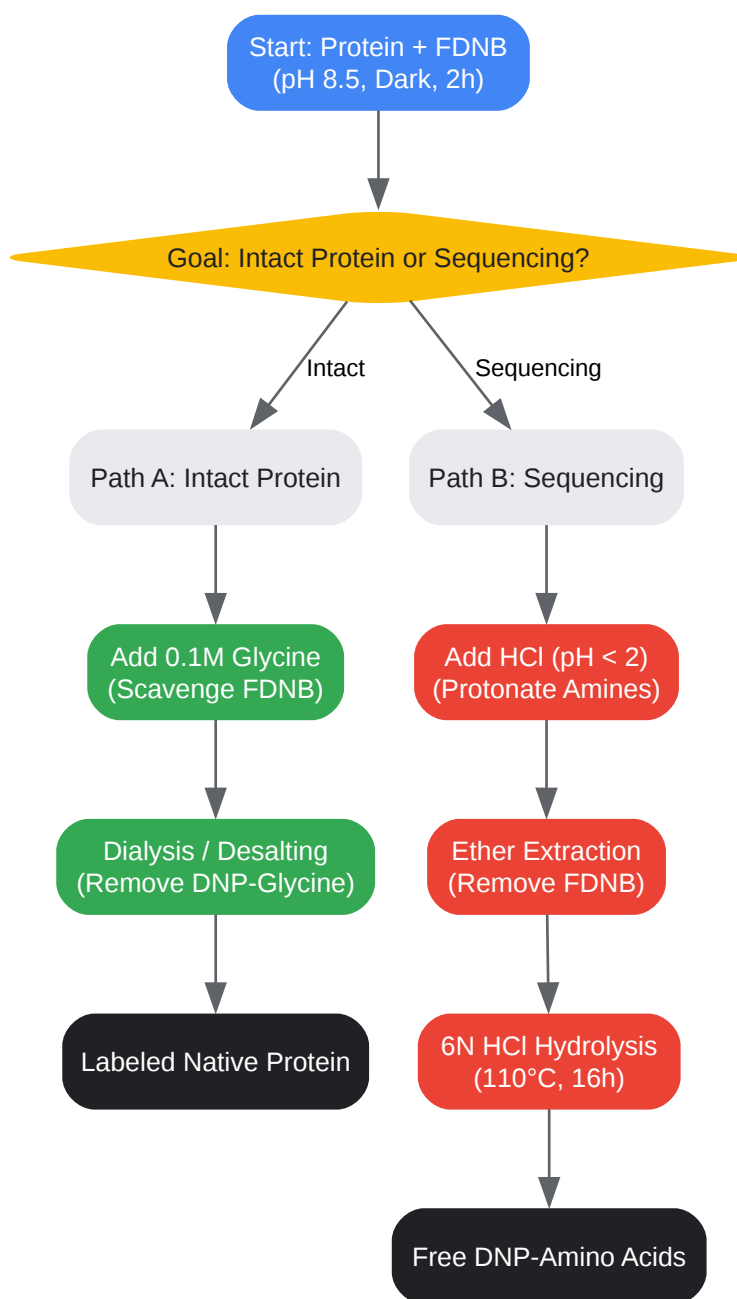 Start: Protein + FDNB
(pH 8.5, Dark, 2h)
Goal: Intact Protein or Sequencing?
Intact
Sequencing
Path A: Intact Protein
Path B: Sequencing
Add 0.1M Glycine
(Scavenge FDNB)
Add HCl (pH < 2)
(Protonate Amines)
Dialysis / Desalting
(Remove DNP-Glycine)
Ether Extraction
(Remove FDNB)
Labeled Native Protein
6N HCl Hydrolysis
(110°C, 16h)
Free DNP-Amino Acids